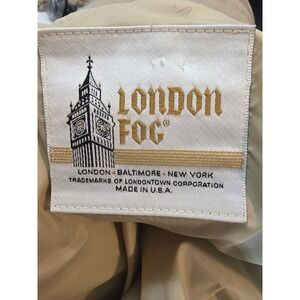 LONDON
FOG®
LONDON • BALTIMORE • NEW YORK
TRADEMARKS OF LONDONTOWN CORPORATION
MADE IN U.S.A.